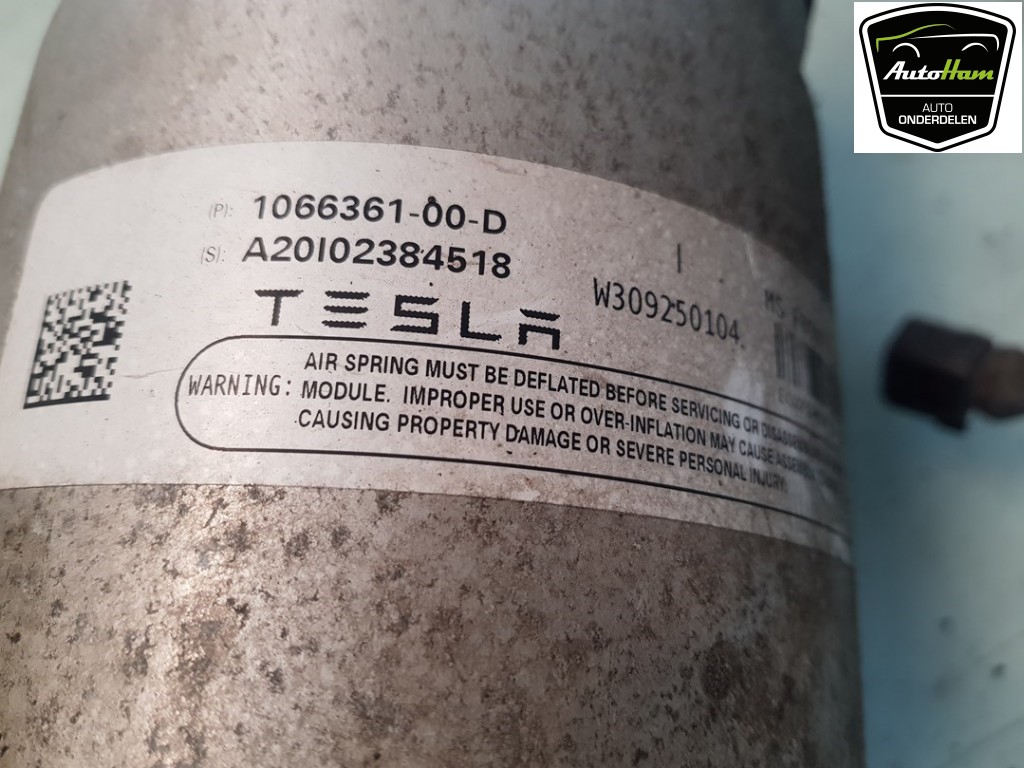 AutoHam
AUTO
ONDERDELEN
(P): 1066361-00-D
(S): A20I02384518
TESLA
W309250104
WARNING:
AIR SPRING MUST BE DEFLATED BEFORE SERVICING OR
MODULE. IMPROPER USE OR OVER-INFLATION MAY CAUSE
CAUSING PROPERTY DAMAGE OR SEVERE PERSONAL INJURY